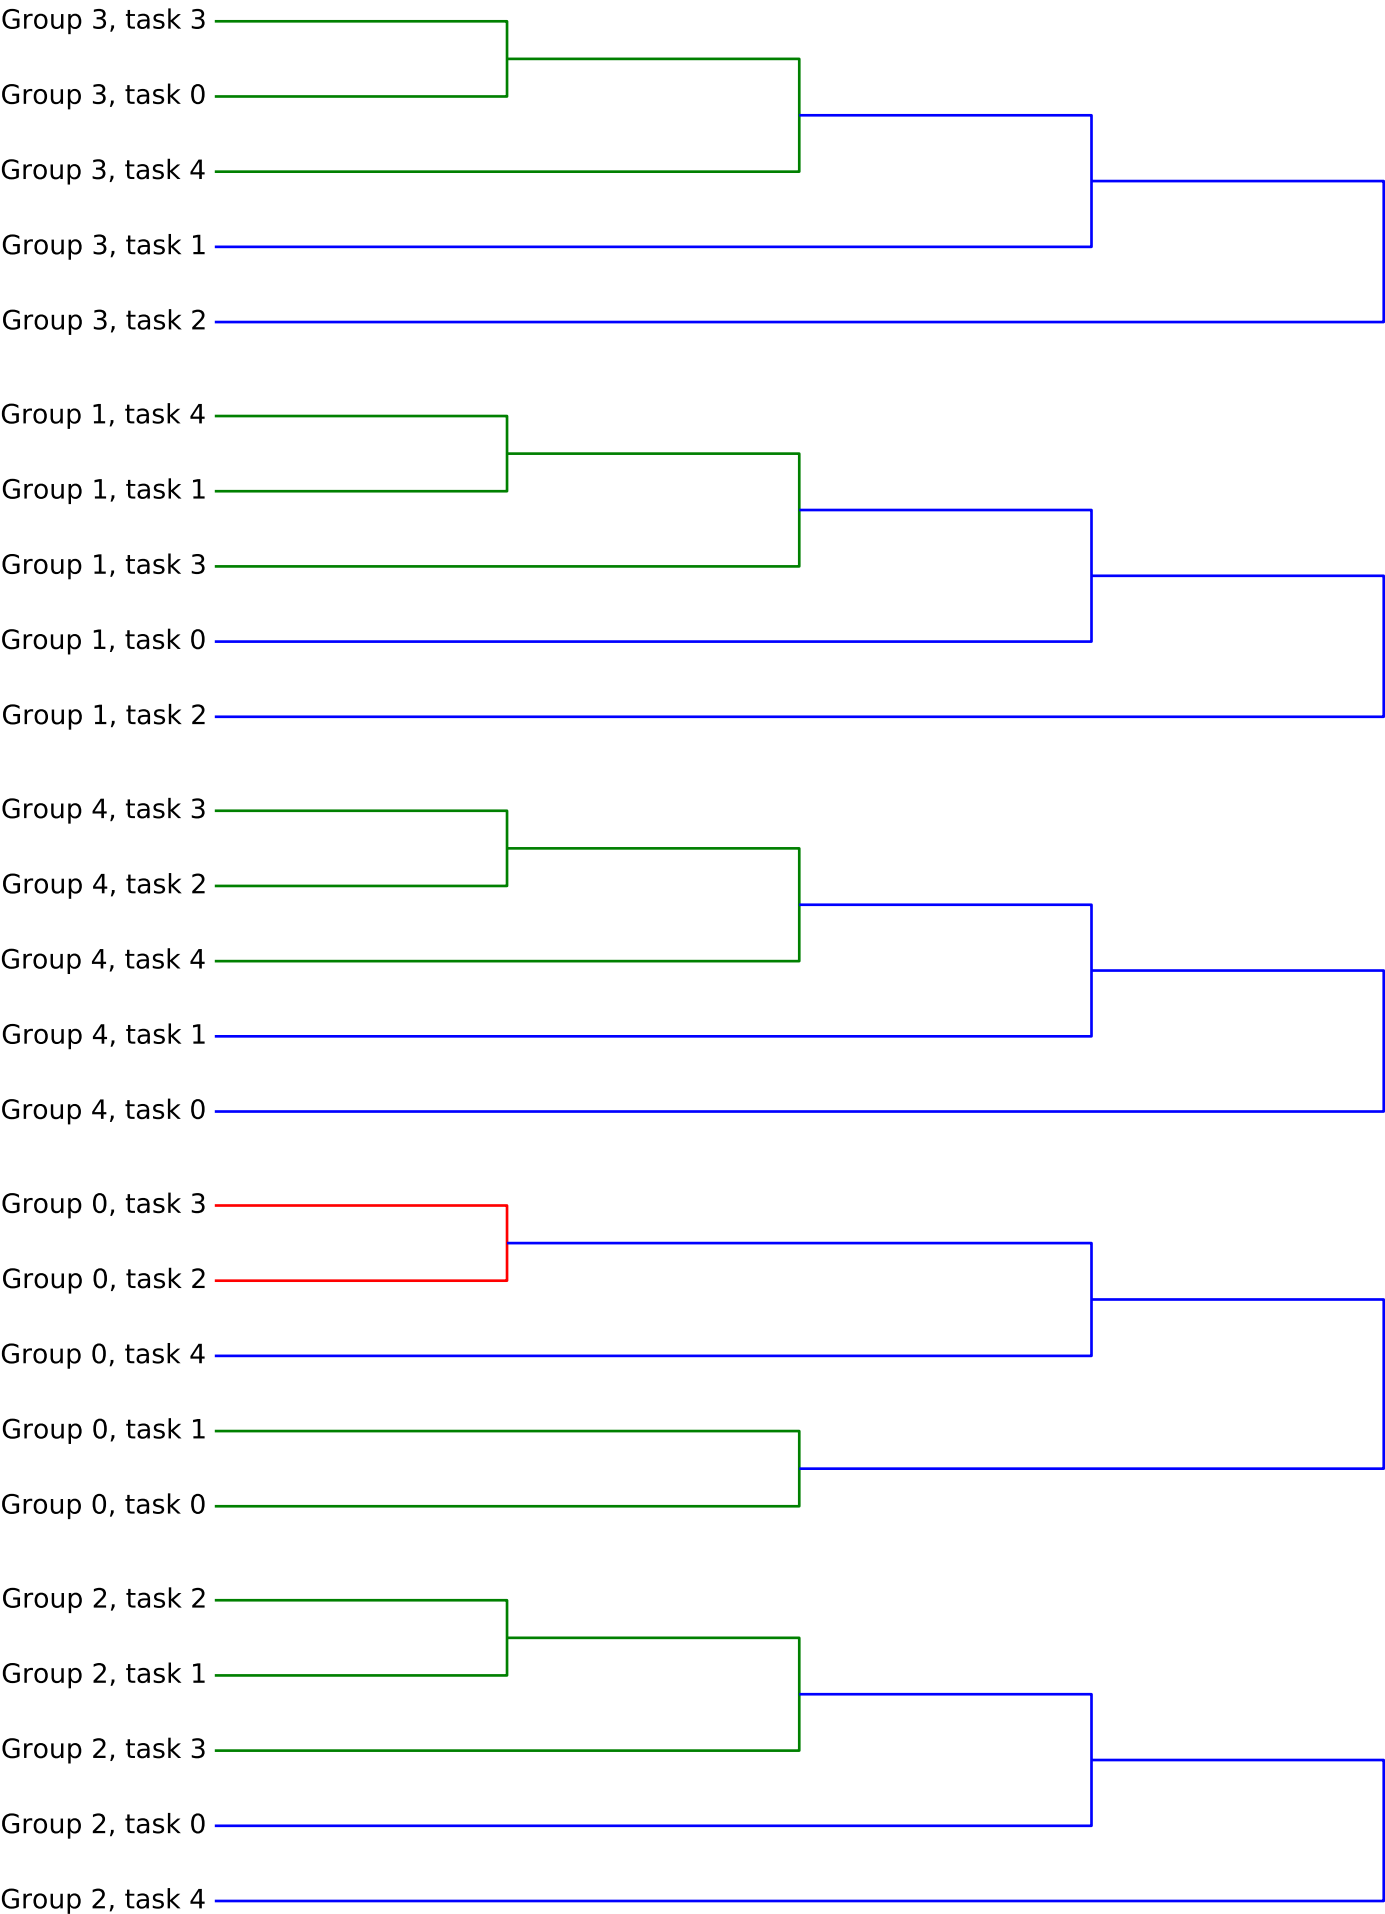 Group 3, task 3
Group 3, task 0
Group 3, task 4
Group 3, task 1
Group 3, task 2
Group 1, task 4
Group 1, task 1
Group 1, task 3
Group 1, task 0
Group 1, task 2
Group 4, task 3
Group 4, task 2
Group 4, task 4
Group 4, task 1
Group 4, task 0
Group 0, task 3
Group 0, task 2
Group 0, task 4
Group 0, task 1
Group 0, task 0
Group 2, task 2
Group 2, task 1
Group 2, task 3
Group 2, task 0
Group 2, task 4